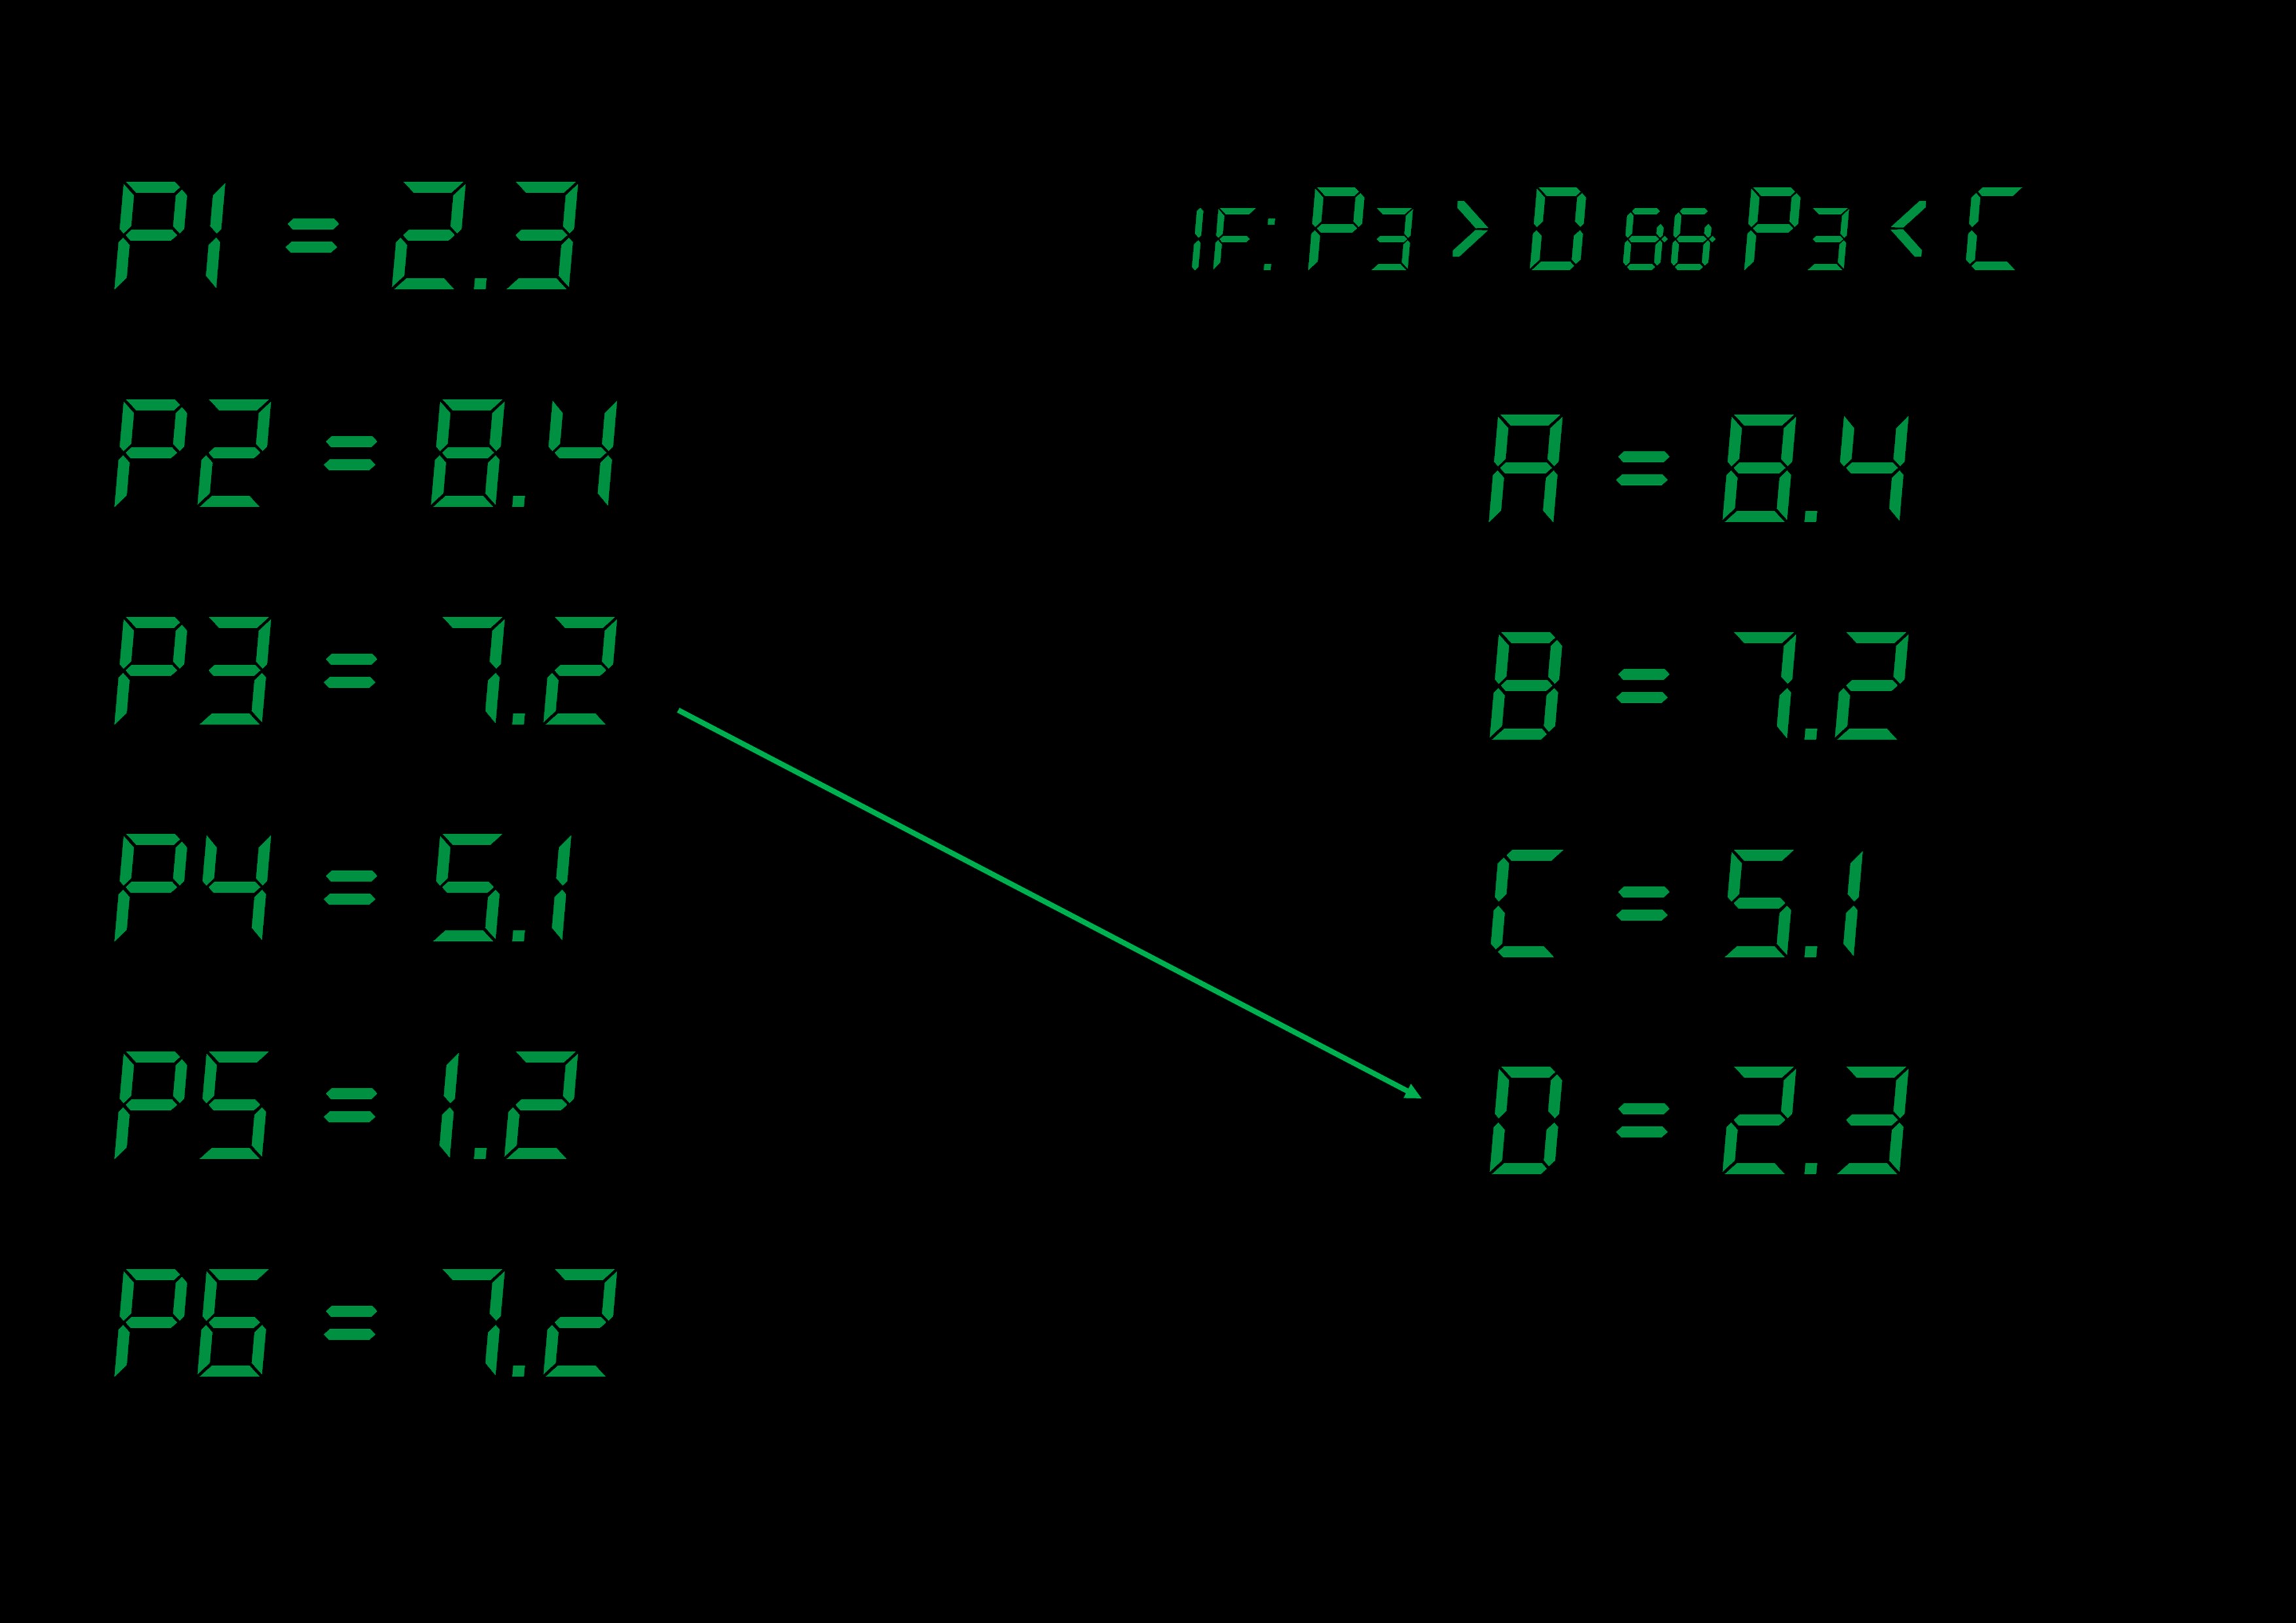 P1 = 2.3
P2 = 8.4
P3 = 7.2
P4 = 5.1
P5 = 1.2
P6 = 7.2
IF: P3 > D && P3 < C
A = 8.4
B = 7.2
C = 5.1
D = 2.3